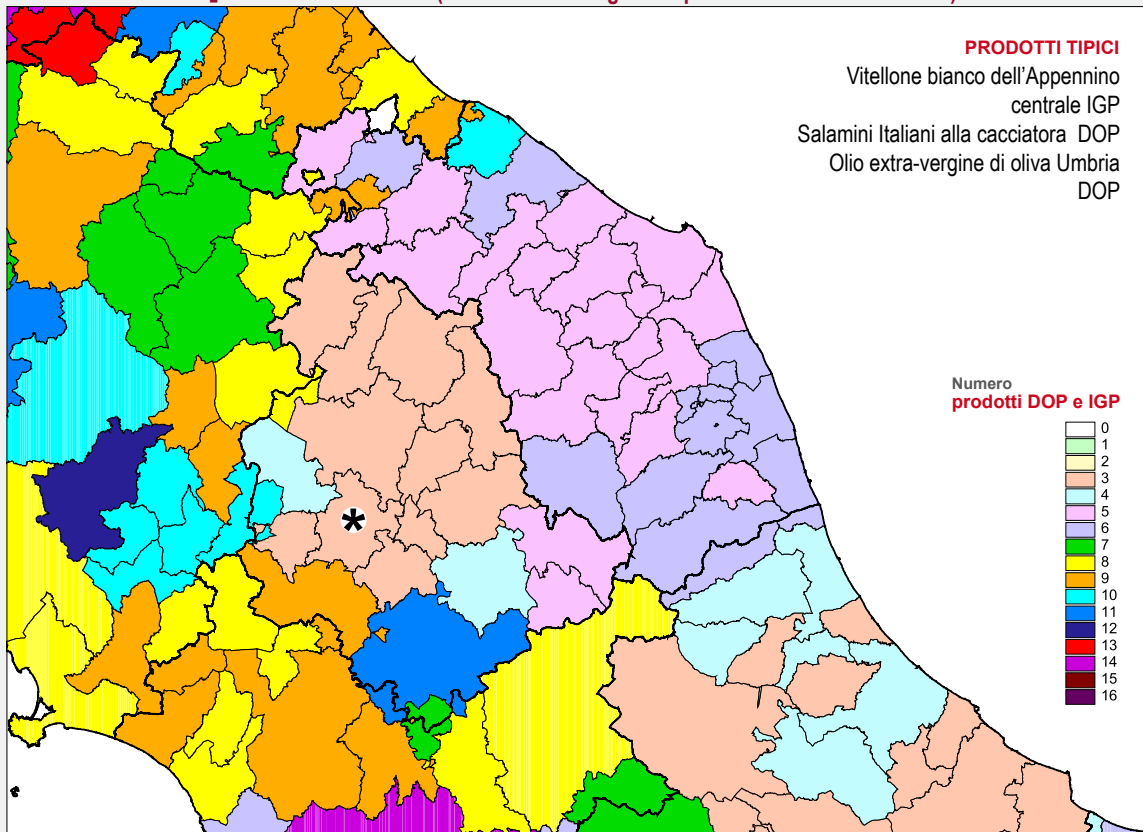 PRODOTTI TIPICI
Vitellone bianco dell'Appennino
centrale IGP
Salamini Italiani alla cacciatora DOP
Olio extra-vergine di oliva Umbria
DOP
Numero
prodotti DOP e IGP
0
1
2
3
4
5
6
7
8
9
10
11
12
13
14
15
16